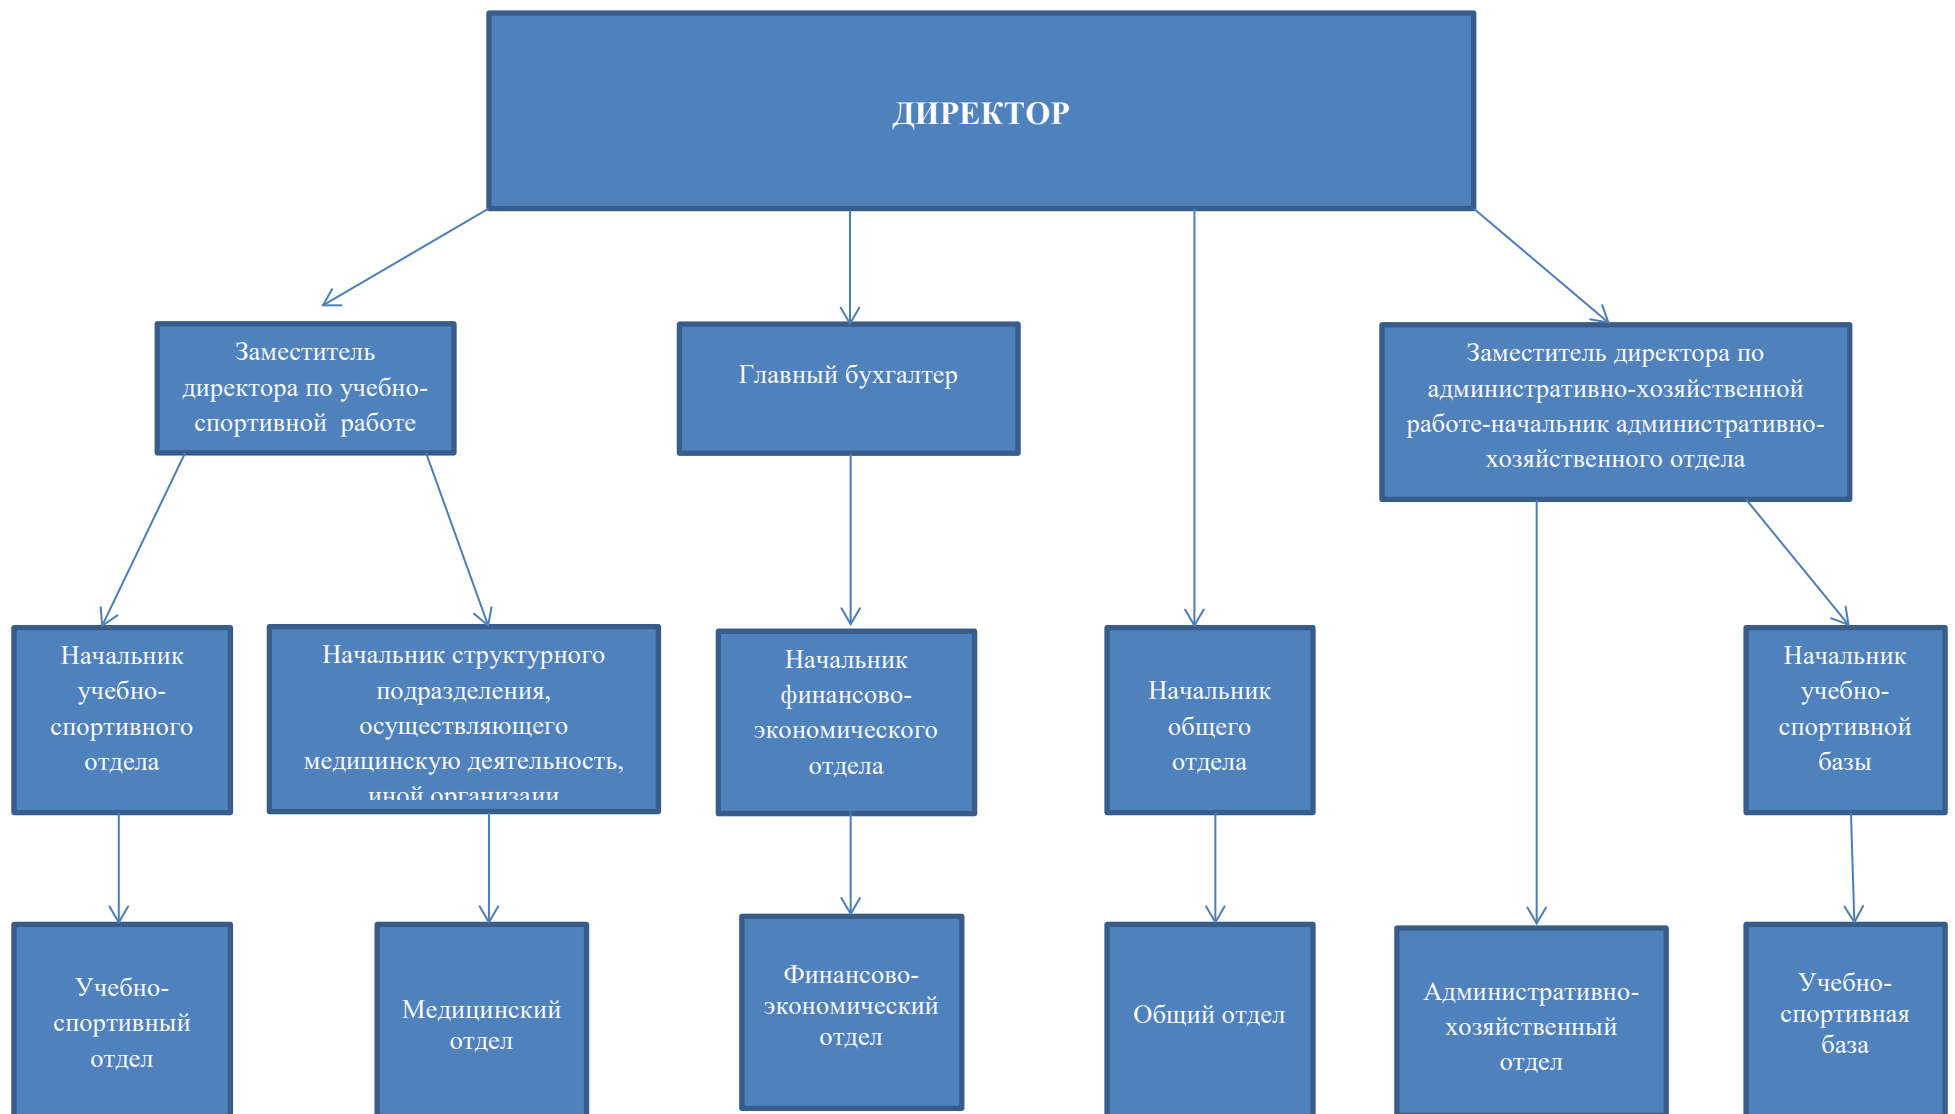 ДИРЕКТОР
Заместитель
директора по учебно-
спортивной работе
Главный бухгалтер
Заместитель директора по
административно-хозяйственной
работе-начальник административно-
хозяйственного отдела
Начальник
учебно-
спортивного
отдела
Начальник структурного
подразделения,
осуществляющего
медицинскую деятельность,
иной организаии
Начальник
финансово-
экономического
отдела
Начальник
общего
отдела
Начальник
учебно-
спортивной
базы
Учебно-
спортивный
отдел
Медицинский
отдел
Финансово-
экономический
отдел
Общий отдел
Административно-
хозяйственный
отдел
Учебно-
спортивная
база